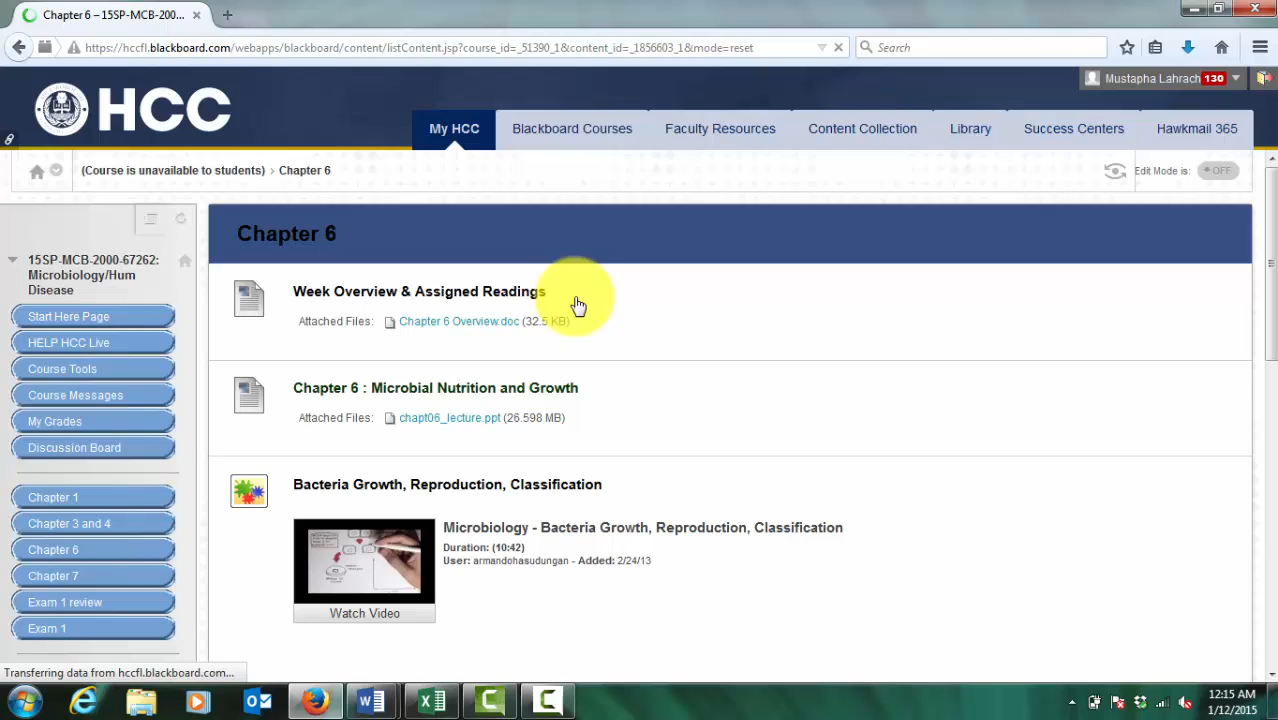 Chapter 6 – 15SP-MCB-200...
https://hccfl.blackboard.com/webapps/blackboard/content/listContent.jsp?course_id=_51390_1&content_id=_1856603_1&mode=reset
Search
Mustapha Lahrach 130
HCC
My HCC
Blackboard Courses
Faculty Resources
Content Collection
Library
Success Centers
Hawkmail 365
(Course is unavailable to students) > Chapter 6
Edit Mode is: OFF
15SP-MCB-2000-67262:
Microbiology/Hum
Disease
Start Here Page
HELP HCC Live
Course Tools
Course Messages
My Grades
Discussion Board
Chapter 1
Chapter 3 and 4
Chapter 6
Chapter 7
Exam 1 review
Exam 1
Chapter 6
Week Overview & Assigned Readings
Attached Files: Chapter 6 Overview.doc (32.5 KB)
Chapter 6 : Microbial Nutrition and Growth
Attached Files: chapt06_lecture.ppt (26.598 MB)
Bacteria Growth, Reproduction, Classification
Microbiology - Bacteria Growth, Reproduction, Classification
Duration: (10:42)
User: armandohasudungan - Added: 2/24/13
Watch Video
Transferring data from hccfl.blackboard.com...
12:15 AM
1/12/2015